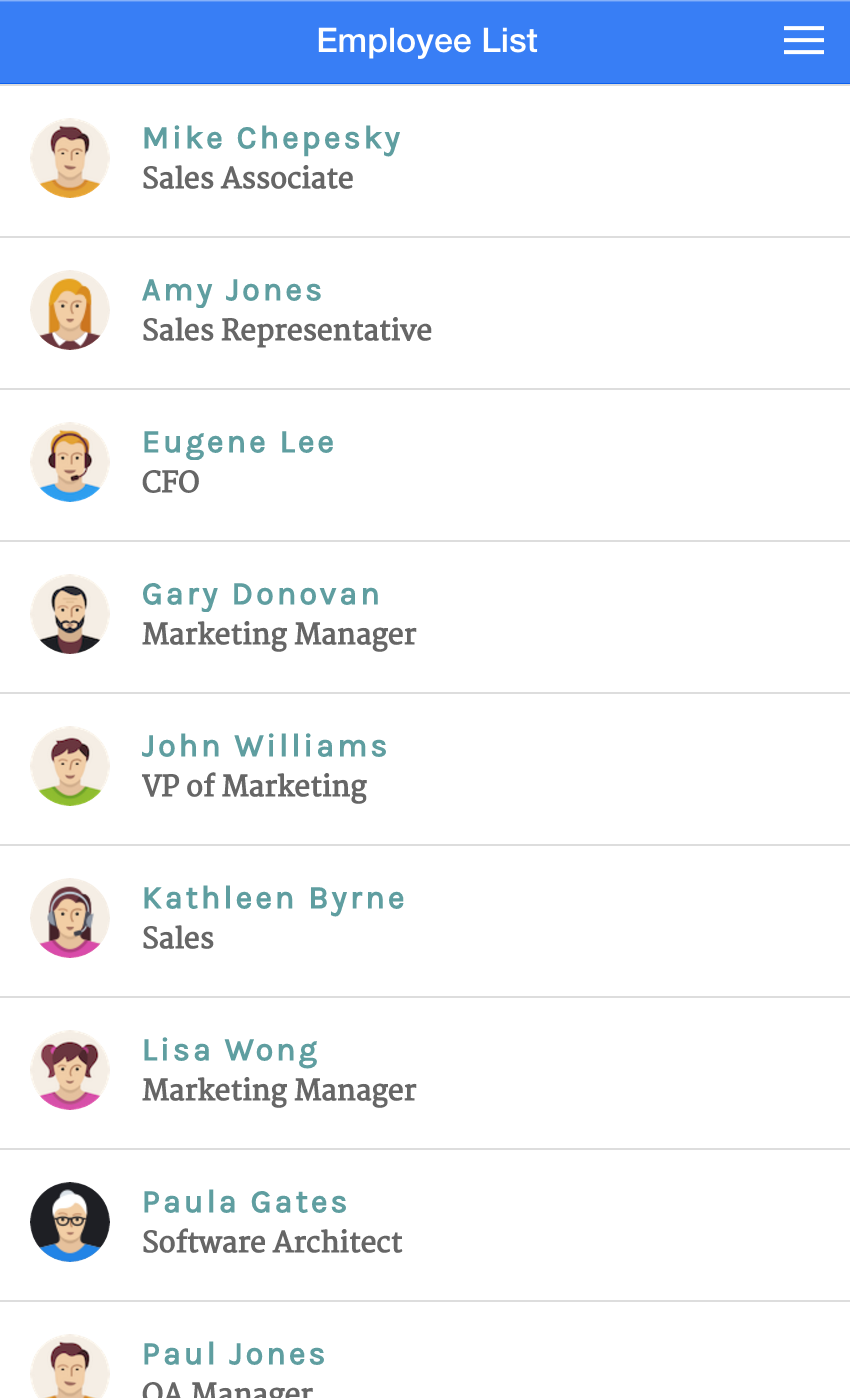 Employee List
Mike Chepesky
Sales Associate
Amy Jones
Sales Representative
Eugene Lee
CFO
Gary Donovan
Marketing Manager
John Williams
VP of Marketing
Kathleen Byrne
Sales
Lisa Wong
Marketing Manager
Paula Gates
Software Architect
Paul Jones
QA Manager